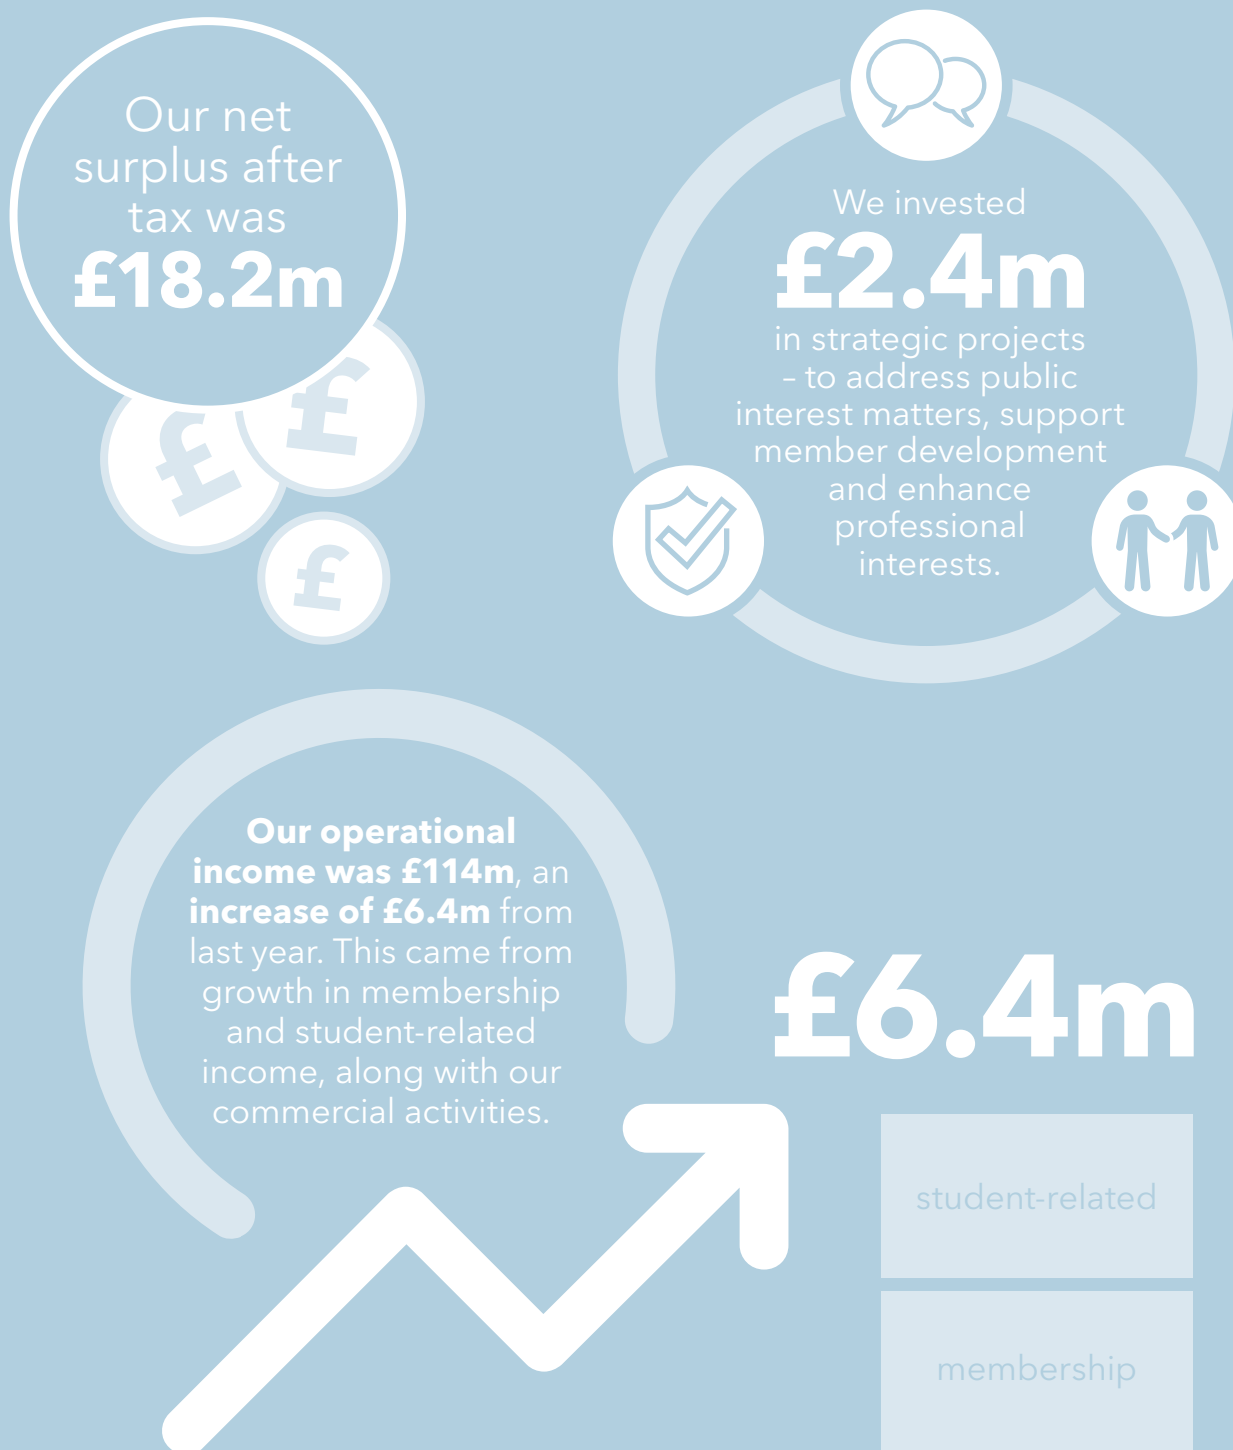 Our net
surplus after
tax was
£18.2m
£
£
£
We invested
£2.4m
in strategic projects
– to address public
interest matters, support
member development
and enhance
professional
interests.
Our operational
income was £114m, an
increase of £6.4m from
last year. This came from
growth in membership
and student-related
income, along with our
commercial activities.
£6.4m
student-related
membership